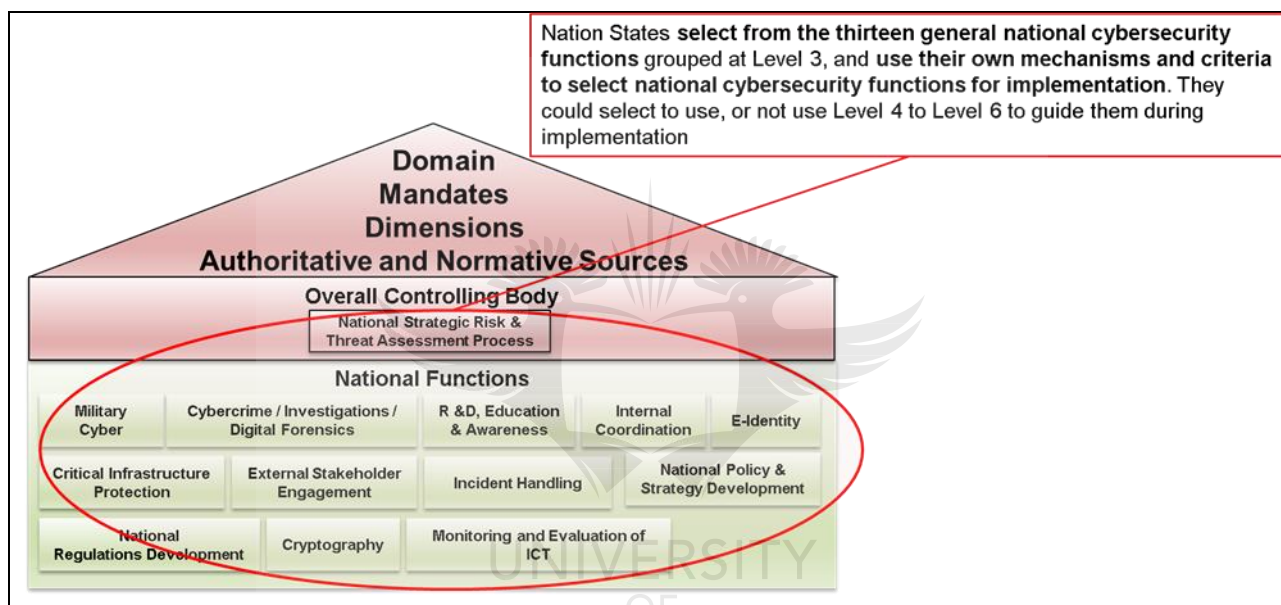 Nation States select from the thirteen general national cybersecurity
functions grouped at Level 3, and use their own mechanisms and criteria
to select national cybersecurity functions for implementation. They
could select to use, or not use Level 4 to Level 6 to guide them during
implementation
Domain
Mandates
Dimensions
Authoritative and Normative Sources
Overall Controlling Body
National Strategic Risk &
Threat Assessment Process
National Functions
Military
Cyber
Cybercrime / Investigations /
Digital Forensics
R &D, Education
& Awareness
Internal
Coordination
E-Identity
Critical Infrastructure
Protection
External Stakeholder
Engagement
Incident Handling
National Policy &
Strategy Development
National
Regulations Development
Cryptography
Monitoring and Evaluation of
ICT
UNIVERSITY
OF